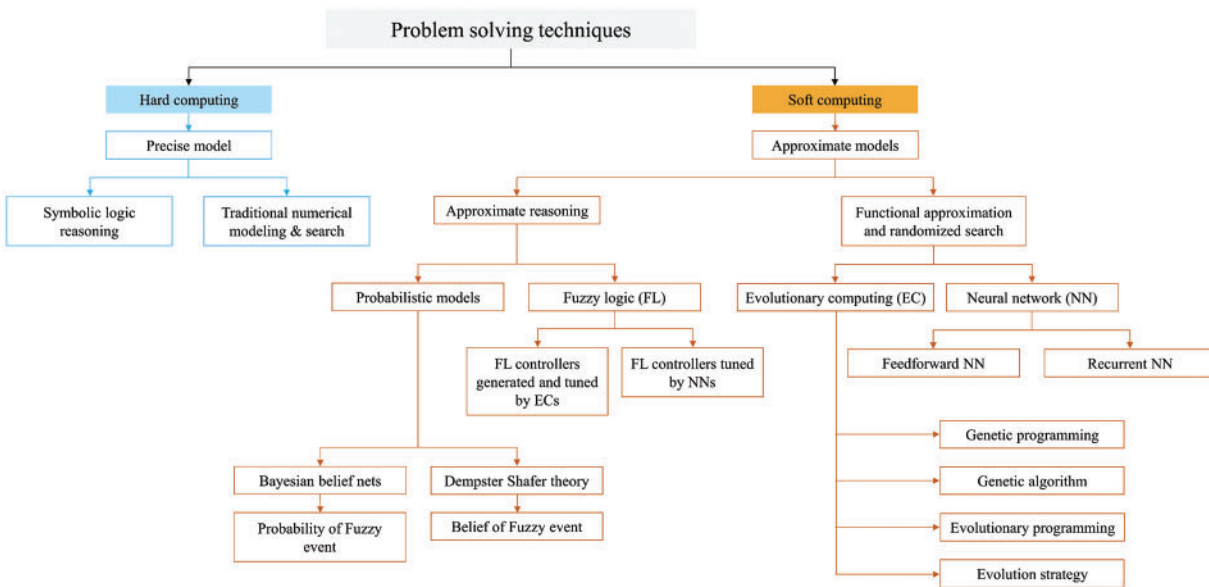 Problem solving techniques
Hard computing
Soft computing
Precise model
Approximate models
Symbolic logic
reasoning
Traditional numerical
modeling & search
Approximate reasoning
Functional approximation
and randomized search
Probabilistic models
Fuzzy logic (FL)
Evolutionary computing (EC)
Neural network (NN)
FL controllers
generated and tuned
by ECs
FL controllers tuned
by NNs
Feedforward NN
Recurrent NN
Genetic programming
Bayesian belief nets
Dempster Shafer theory
Genetic algorithm
Probability of Fuzzy
event
Belief of Fuzzy event
Evolutionary programming
Evolution strategy